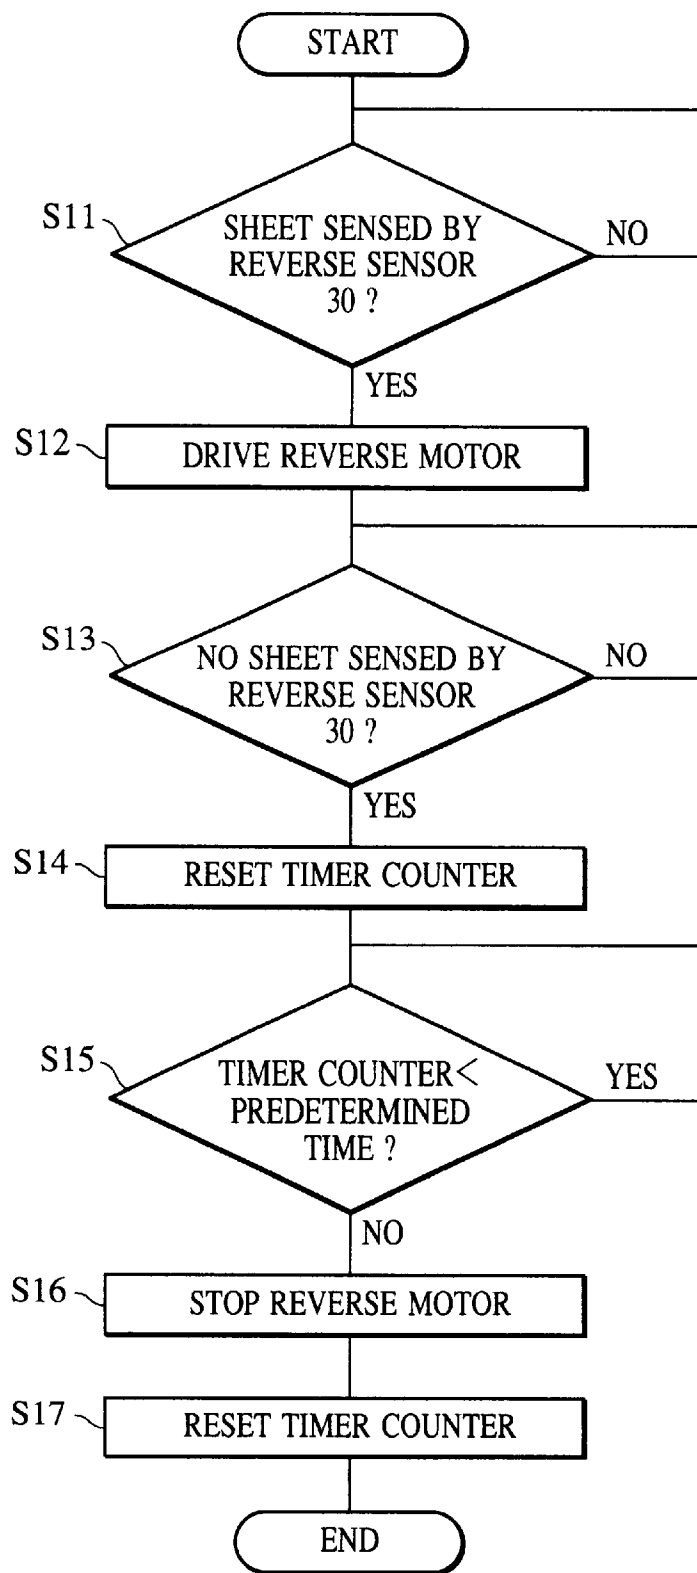 START
S11
SHEET SENSED BY
REVERSE SENSOR
30 ?
NO
YES
S12
DRIVE REVERSE MOTOR
S13
NO SHEET SENSED BY
REVERSE SENSOR
30 ?
NO
YES
S14
RESET TIMER COUNTER
S15
TIMER COUNTER<
PREDETERMINED
TIME ?
YES
NO
S16
STOP REVERSE MOTOR
S17
RESET TIMER COUNTER
END